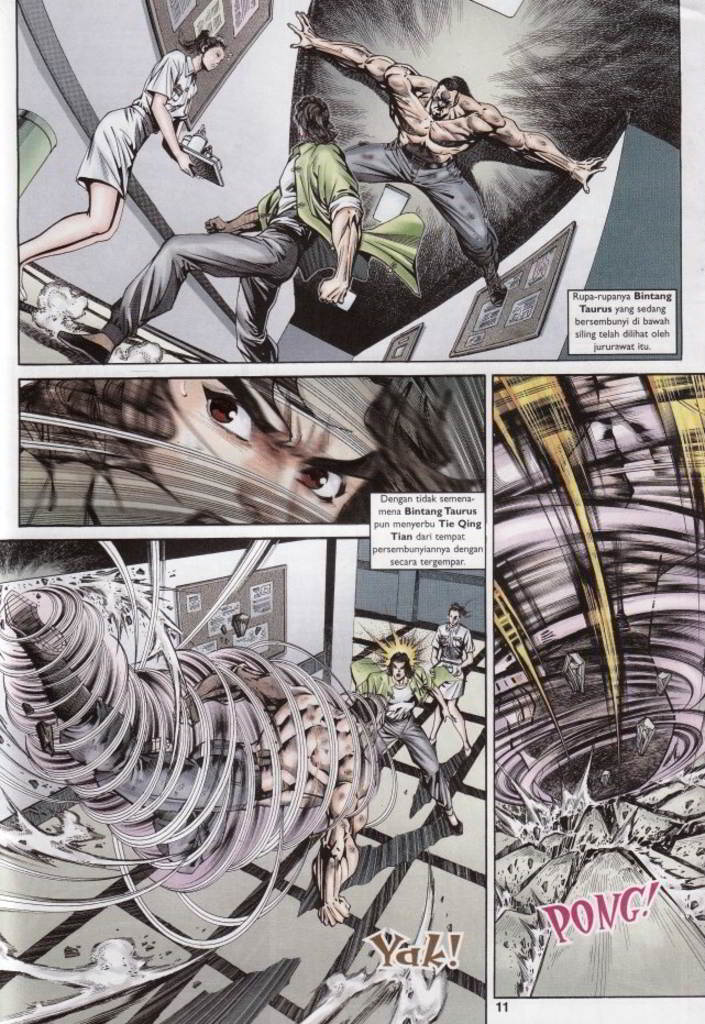 Rupa-rupanya Bintang
Taurus yang sedang
bersembunyi di bawah
siling telah dilihat oleh
jururawat itu.
Dengan tidak semena-
mena Bintang Taurus
pun menyerbu Tie Qing
Tian dari tempat
persembunyiannya dengan
secara tergempar.
Yak!
PONG!
11